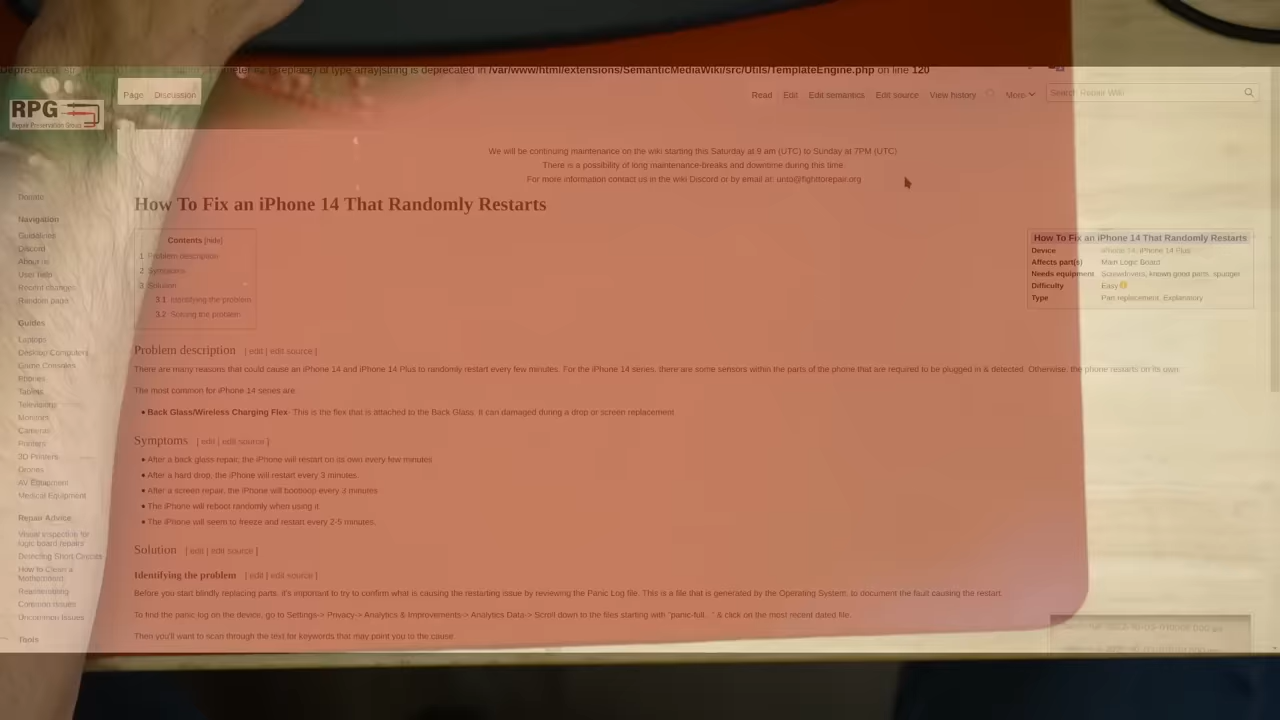 of type array|string is deprecated in /var/www/html/extensions/SemanticMediaWiki/src/Utils/TemplateEngine.php on line 120
Page Discussion
Read Edit Edit semantics Edit source View history More
Search Repair Wiki
RPG
Repair Preservation Group
We will be continuing maintenance on the wiki starting this Saturday at 9 am (UTC) to Sunday at 7PM (UTC)
There is a possibility of long maintenance-breaks and downtime during this time
For more information contact us in the wiki Discord or by email at: unto@fighttorepair.org
How To Fix an iPhone 14 That Randomly Restarts
Contents [hide]
1 Problem description
2 Symptoms
3 Solution
3.1 Identifying the problem
3.2 Solving the problem
How To Fix an iPhone 14 That Randomly Restarts
Device iPhone 14, iPhone 14 Plus
Affects part(s) Main Logic Board
Needs equipment Screwdrivers, known good parts, spudger
Difficulty Easy
Type Part replacement, Explanatory
Donate
Navigation
Guidelines
Discord
About us
User help
Recent changes
Random page
Guides
Laptops
Desktop Computers
Game Consoles
Phones
Tablets
Televisions
Monitors
Cameras
Printers
3D Printers
Drones
AV Equipment
Medical Equipment
Repair Advice
Visual inspection for
logic board repairs
Detecting Short Circuits
How to Clean a
Motherboard
Reballing
Common Issues
Uncommon Issues
Tools
Problem description [ edit | edit source ]
There are many reasons that could cause an iPhone 14 and iPhone 14 Plus to randomly restart every few minutes. For the iPhone 14 series, there are some sensors within the parts of the phone that are required to be plugged in & detected. Otherwise, the phone restarts on its own.
The most common for iPhone 14 series are:
• Back Glass/Wireless Charging Flex- This is the flex that is attached to the Back Glass. It can damaged during a drop or screen replacement
Symptoms [ edit | edit source ]
• After a back glass repair, the iPhone will restart on its own every few minutes
• After a hard drop, the iPhone will restart every 3 minutes.
• After a screen repair, the iPhone will bootloop every 3 minutes
• The iPhone will reboot randomly when using it
• The iPhone will seem to freeze and restart every 2-5 minutes.
Solution [ edit | edit source ]
Identifying the problem [ edit | edit source ]
Before you start blindly replacing parts, it's important to try to confirm what is causing the restarting issue by reviewing the Panic Log file. This is a file that is generated by the Operating System, to document the fault causing the restart.
To find the panic log on the device, go to Settings-> Privacy-> Analytics & Improvements-> Analytics Data-> Scroll down to the files starting with "panic-full..." & click on the most recent dated file.
Then you'll want to scan through the text for keywords that may point you to the cause